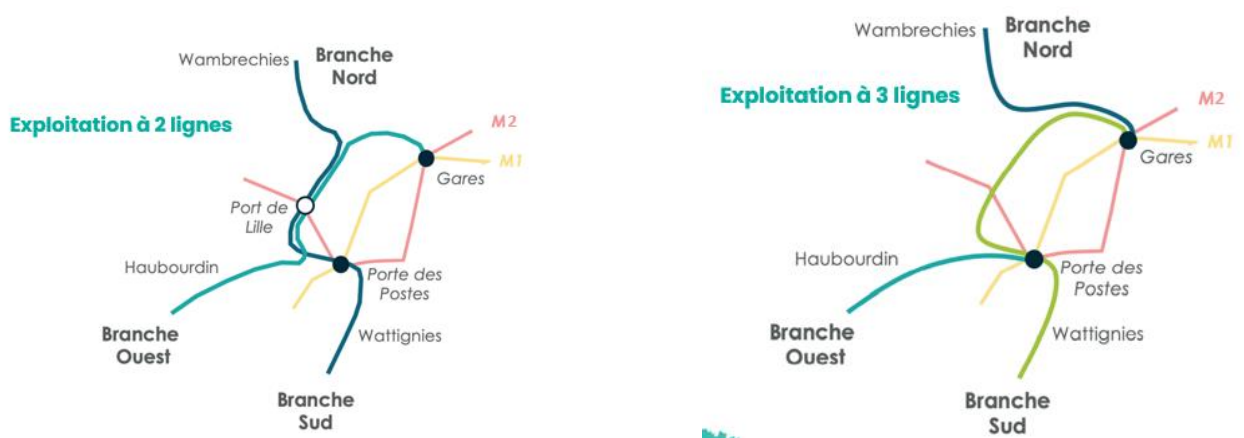 Wambrechies
Branche
Nord
Exploitation à 2 lignes
M2
M1
Gares
Port de
Lille
Haubourdin
Porte des
Postes
Branche
Ouest
Wattignies
Branche
Sud
Wambrechies
Branche
Nord
Exploitation à 3 lignes
M2
M1
Gares
Haubourdin
Porte des
Postes
Branche
Ouest
Wattignies
Branche
Sud